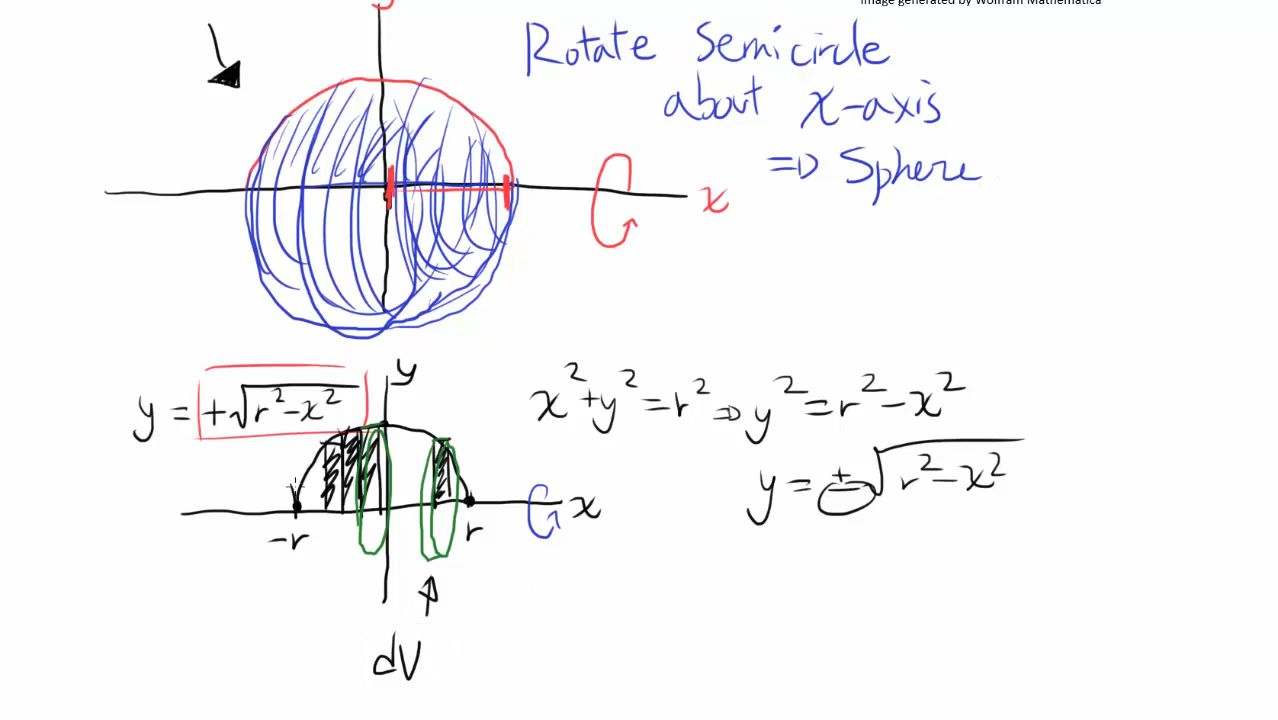 Image generated by Wolfram Mathematica
Rotate Semicircle
about x-axis
⇒ Sphere
x
y
y = +√(r²-x²)
x²+y²=r² ⇒ y²=r²-x²
y = ±√(r²-x²)
x
-r
r
dV